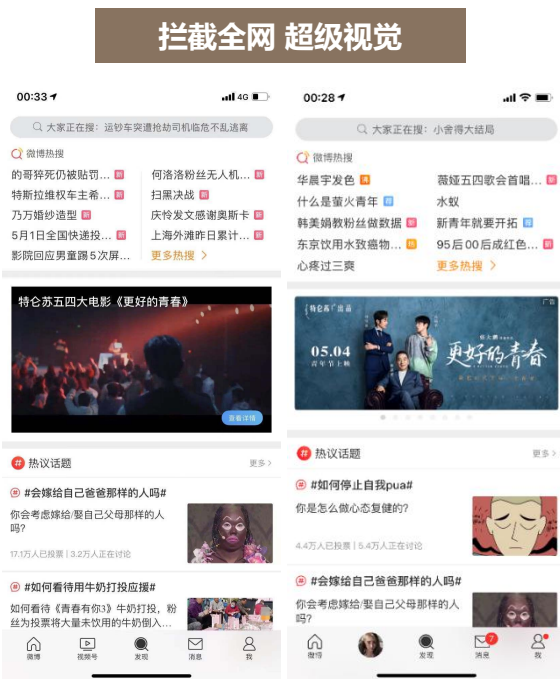 拦截全网 超级视觉
00:33
4G
大家正在搜：运钞车突遭抢劫司机临危不乱逃离
微博热搜
的哥猝死仍被贴罚... 新
何洛洛粉丝无人机... 新
特斯拉维权车主希... 新
扫黑决战 新
乃万婚纱造型 新
庆怜发文感谢奥斯卡 新
5月1日全国快递投... 新
上海外滩昨日累计... 新
影院回应男童踢5次屏...
更多热搜 >
特仑苏五四大电影《更好的青春》
查看详情
热议话题
更多>
#会嫁给自己爸爸那样的人吗#
你会考虑嫁给/娶自己父母那样的人
吗?
17.1万人已投票 | 3.2万人正在讨论
#如何看待用牛奶打投应援#
如何看待《青春有你3》牛奶打投，粉
丝为投票将大量未饮用的牛奶倒入...
微博
视频号
发现
消息
我
00:28
大家正在搜：小舍得大结局
微博热搜
华晨宇发色 沸
薇娅五四歌会首唱... 新
什么是萤火青年 荐
水蚁
韩美娟教粉丝做数据 新
新青年就要开拓 荐
东京饮用水致癌物... 热
95后00后成红色... 新
心疼过三爽
更多热搜 >
广告
特仑苏 出品
05.04
青年节上映
更好的青春
热议话题
更多>
#如何停止自我pua#
你是怎么做心态复健的?
4.4万人已投票 | 5.4万人正在讨论
#会嫁给自己爸爸那样的人吗#
你会考虑嫁给/娶自己父母那样的人
吗?
微博
发现
7
消息
我